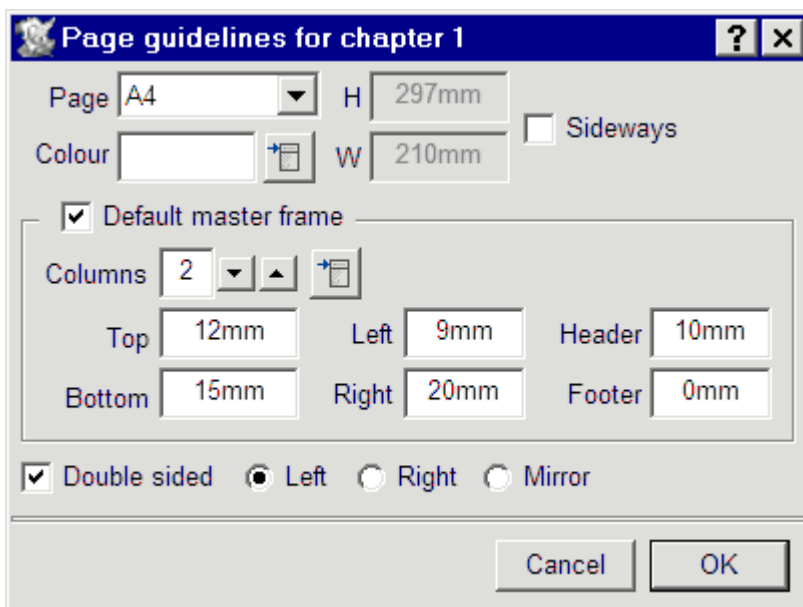 Page guidelines for chapter 1 ?
Page A4 H 297mm
Sideways
Colour W 210mm
Default master frame
Columns 2
Top 12mm Left 9mm Header 10mm
Bottom 15mm Right 20mm Footer 0mm
Double sided Left Right Mirror
Cancel OK